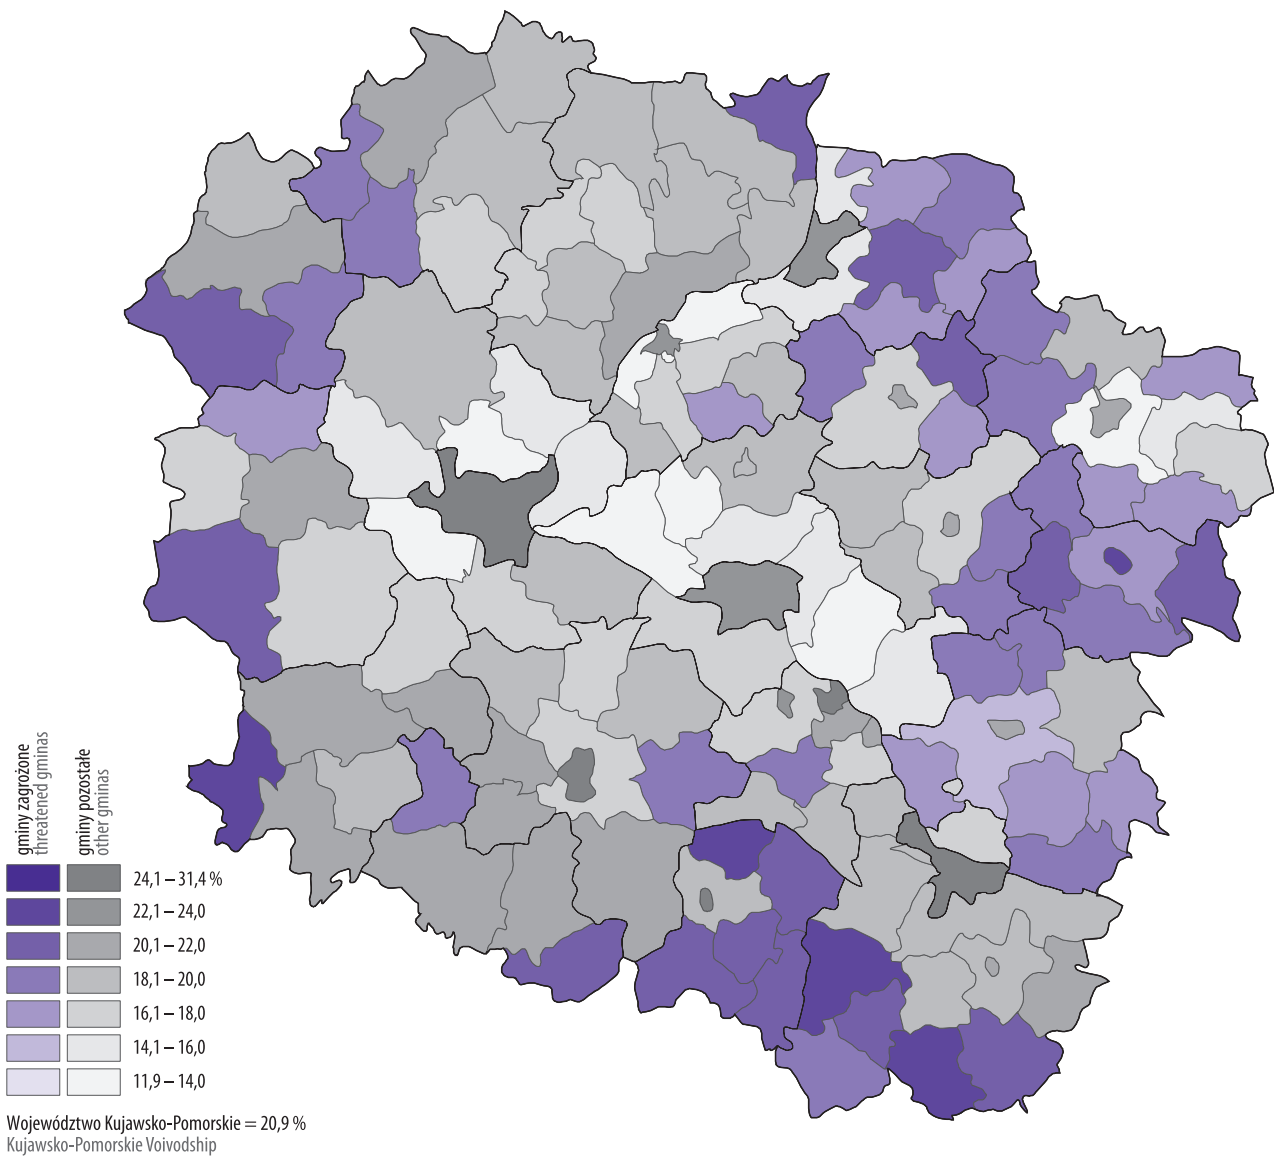 gminy zagrożone
threatened gminas
gminy pozostałe
other gminas
24,1 – 31,4 %
22,1 – 24,0
20,1 – 22,0
18,1 – 20,0
16,1 – 18,0
14,1 – 16,0
11,9 – 14,0
Województwo Kujawsko-Pomorskie = 20,9 %
Kujawsko-Pomorskie Voivodship